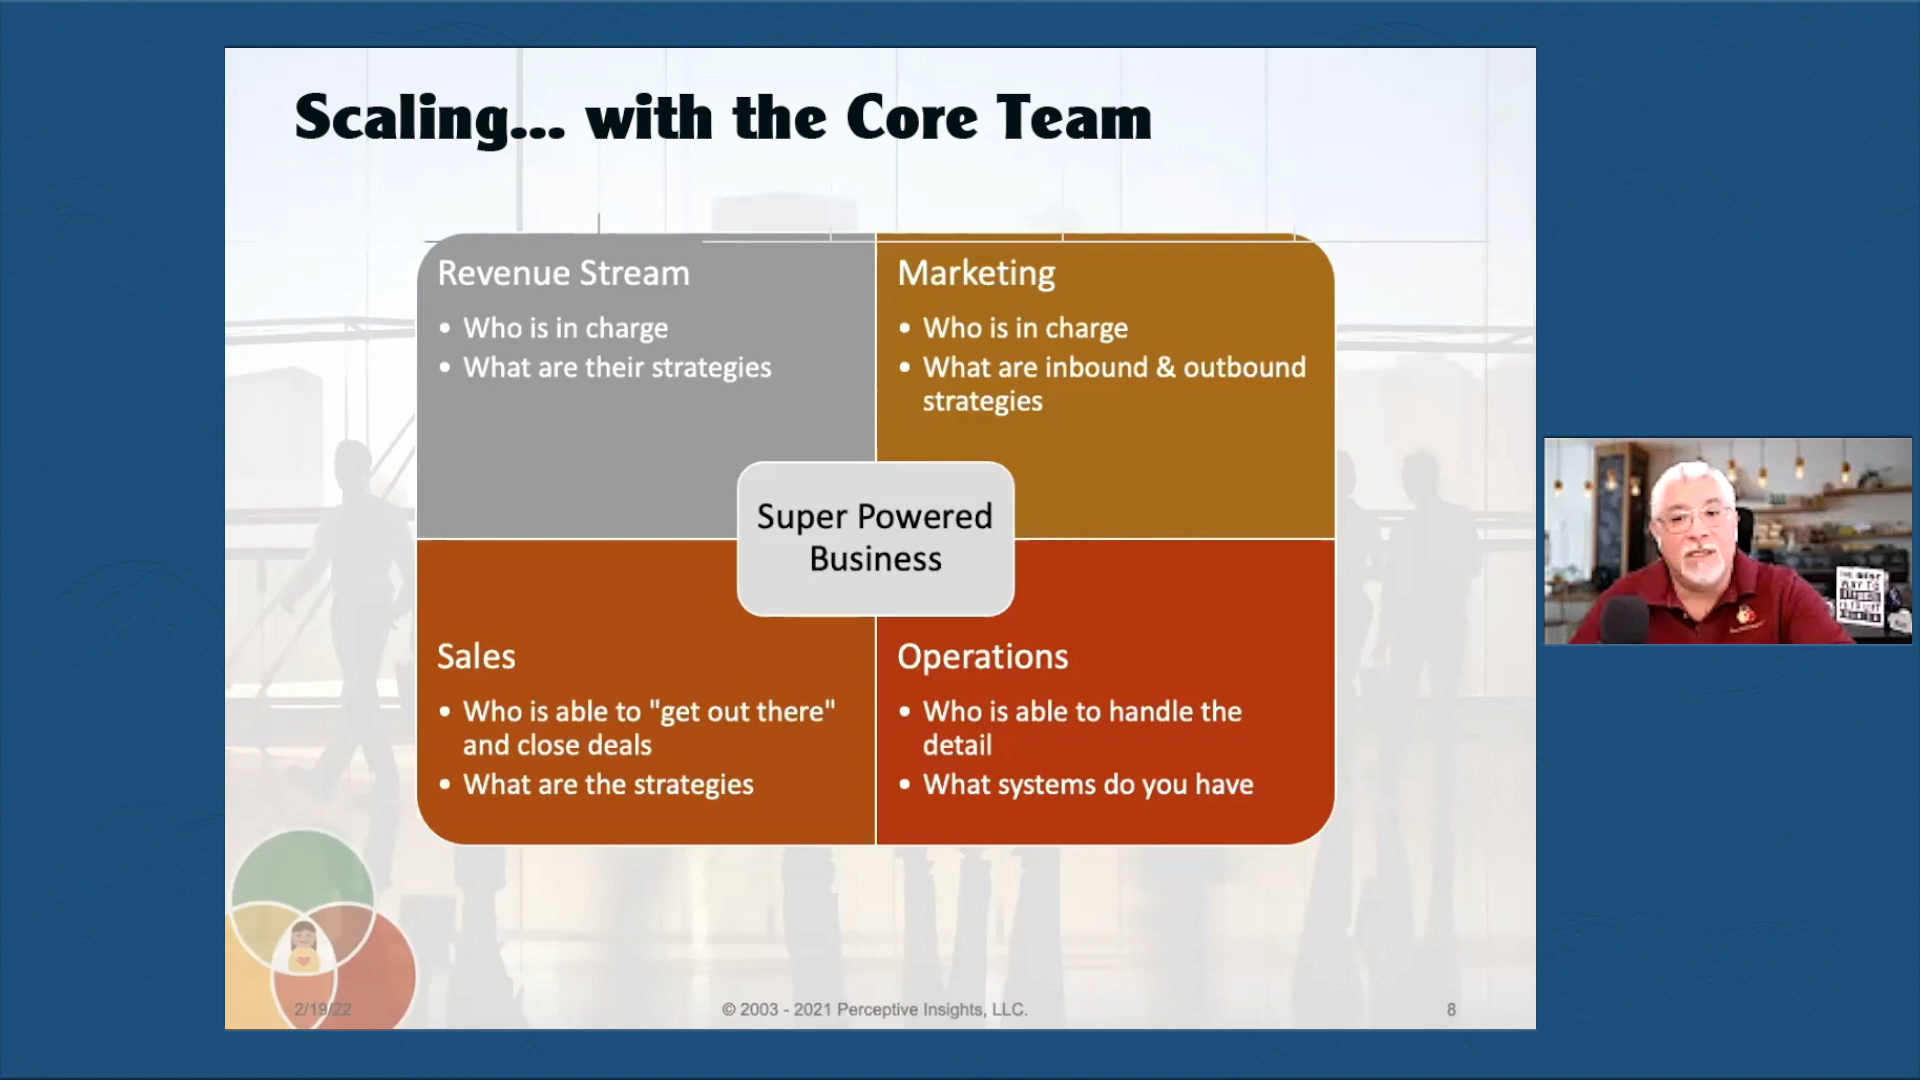 Scaling... with the Core Team
Revenue Stream
• Who is in charge
• What are their strategies
Marketing
• Who is in charge
• What are inbound & outbound
strategies
Super Powered
Business
Sales
• Who is able to "get out there"
and close deals
• What are the strategies
Operations
• Who is able to handle the
detail
• What systems do you have
2/19/22
© 2003 - 2021 Perceptive Insights, LLC.
8